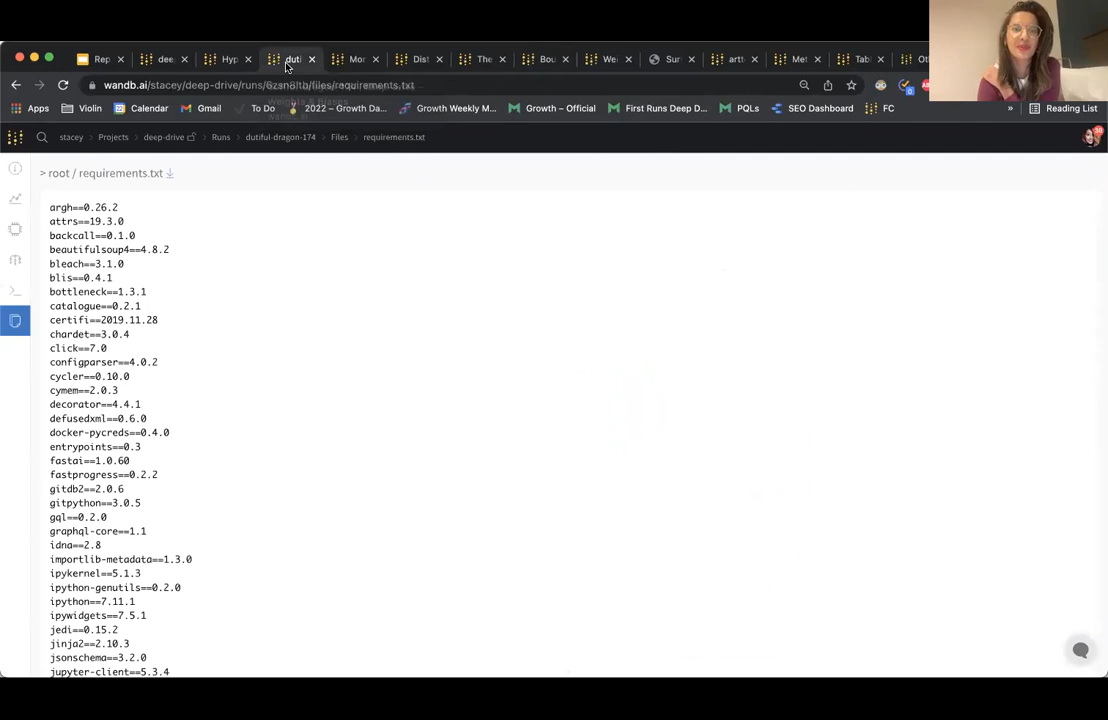 Rep
dee
Hyp
duti
Mor
Dist
The
Bou
We
Sur
artt
Met
Tab
Ot
wandb.ai/stacey/deep-drive/runs/6zsn8ltb/files/requirements.txt
Apps
Violin
Calendar
Gmail
To Do
2022 – Growth Da...
Growth Weekly M...
Growth – Official
First Runs Deep D...
PQLs
SEO Dashboard
FC
»
Reading List
stacey > Projects > deep-drive > Runs > dutiful-dragon-174 > Files > requirements.txt
> root / requirements.txt
argh==0.26.2
attrs==19.3.0
backcall==0.1.0
beautifulsoup4==4.8.2
bleach==3.1.0
blis==0.4.1
bottleneck==1.3.1
catalogue==0.2.1
certifi==2019.11.28
chardet==3.0.4
click==7.0
configparser==4.0.2
cycler==0.10.0
cymem==2.0.3
decorator==4.4.1
defusedxml==0.6.0
docker-pycreds==0.4.0
entrypoints==0.3
fastai==1.0.60
fastprogress==0.2.2
gitdb2==2.0.6
gitpython==3.0.5
gql==0.2.0
graphql-core==1.1
idna==2.8
importlib-metadata==1.3.0
ipykernel==5.1.3
ipython-genutils==0.2.0
ipython==7.11.1
ipywidgets==7.5.1
jedi==0.15.2
jinja2==2.10.3
jsonschema==3.2.0
jupyter-client==5.3.4